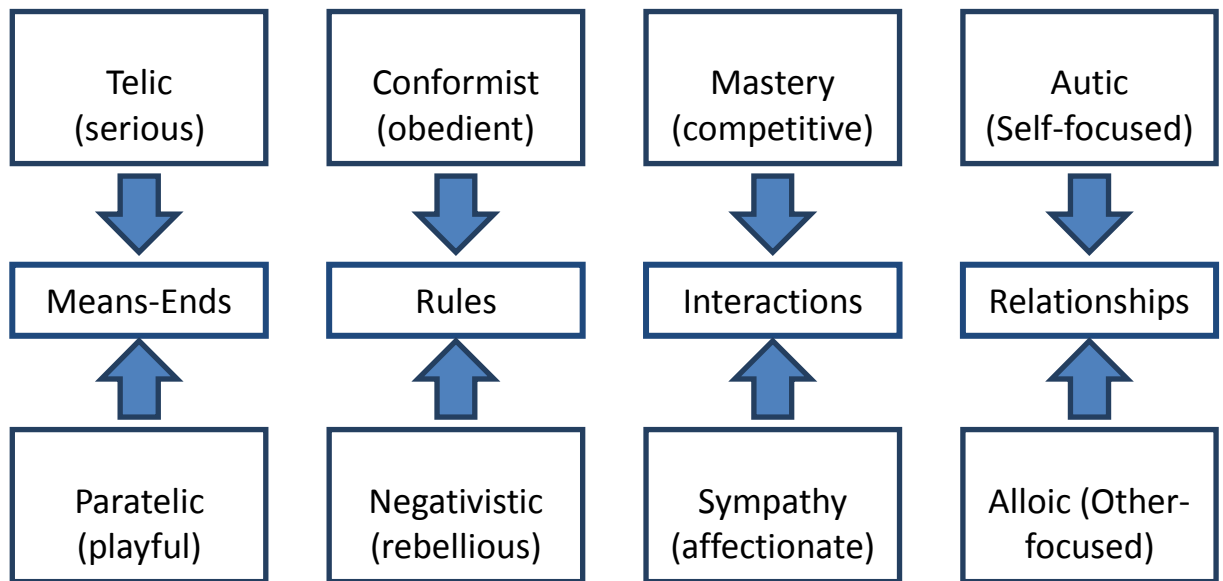 Telic
(serious)
Conformist
(obedient)
Mastery
(competitive)
Autic
(Self-focused)
Means-Ends
Rules
Interactions
Relationships
Paratelic
(playful)
Negativistic
(rebellious)
Sympathy
(affectionate)
Alloic (Other-
focused)